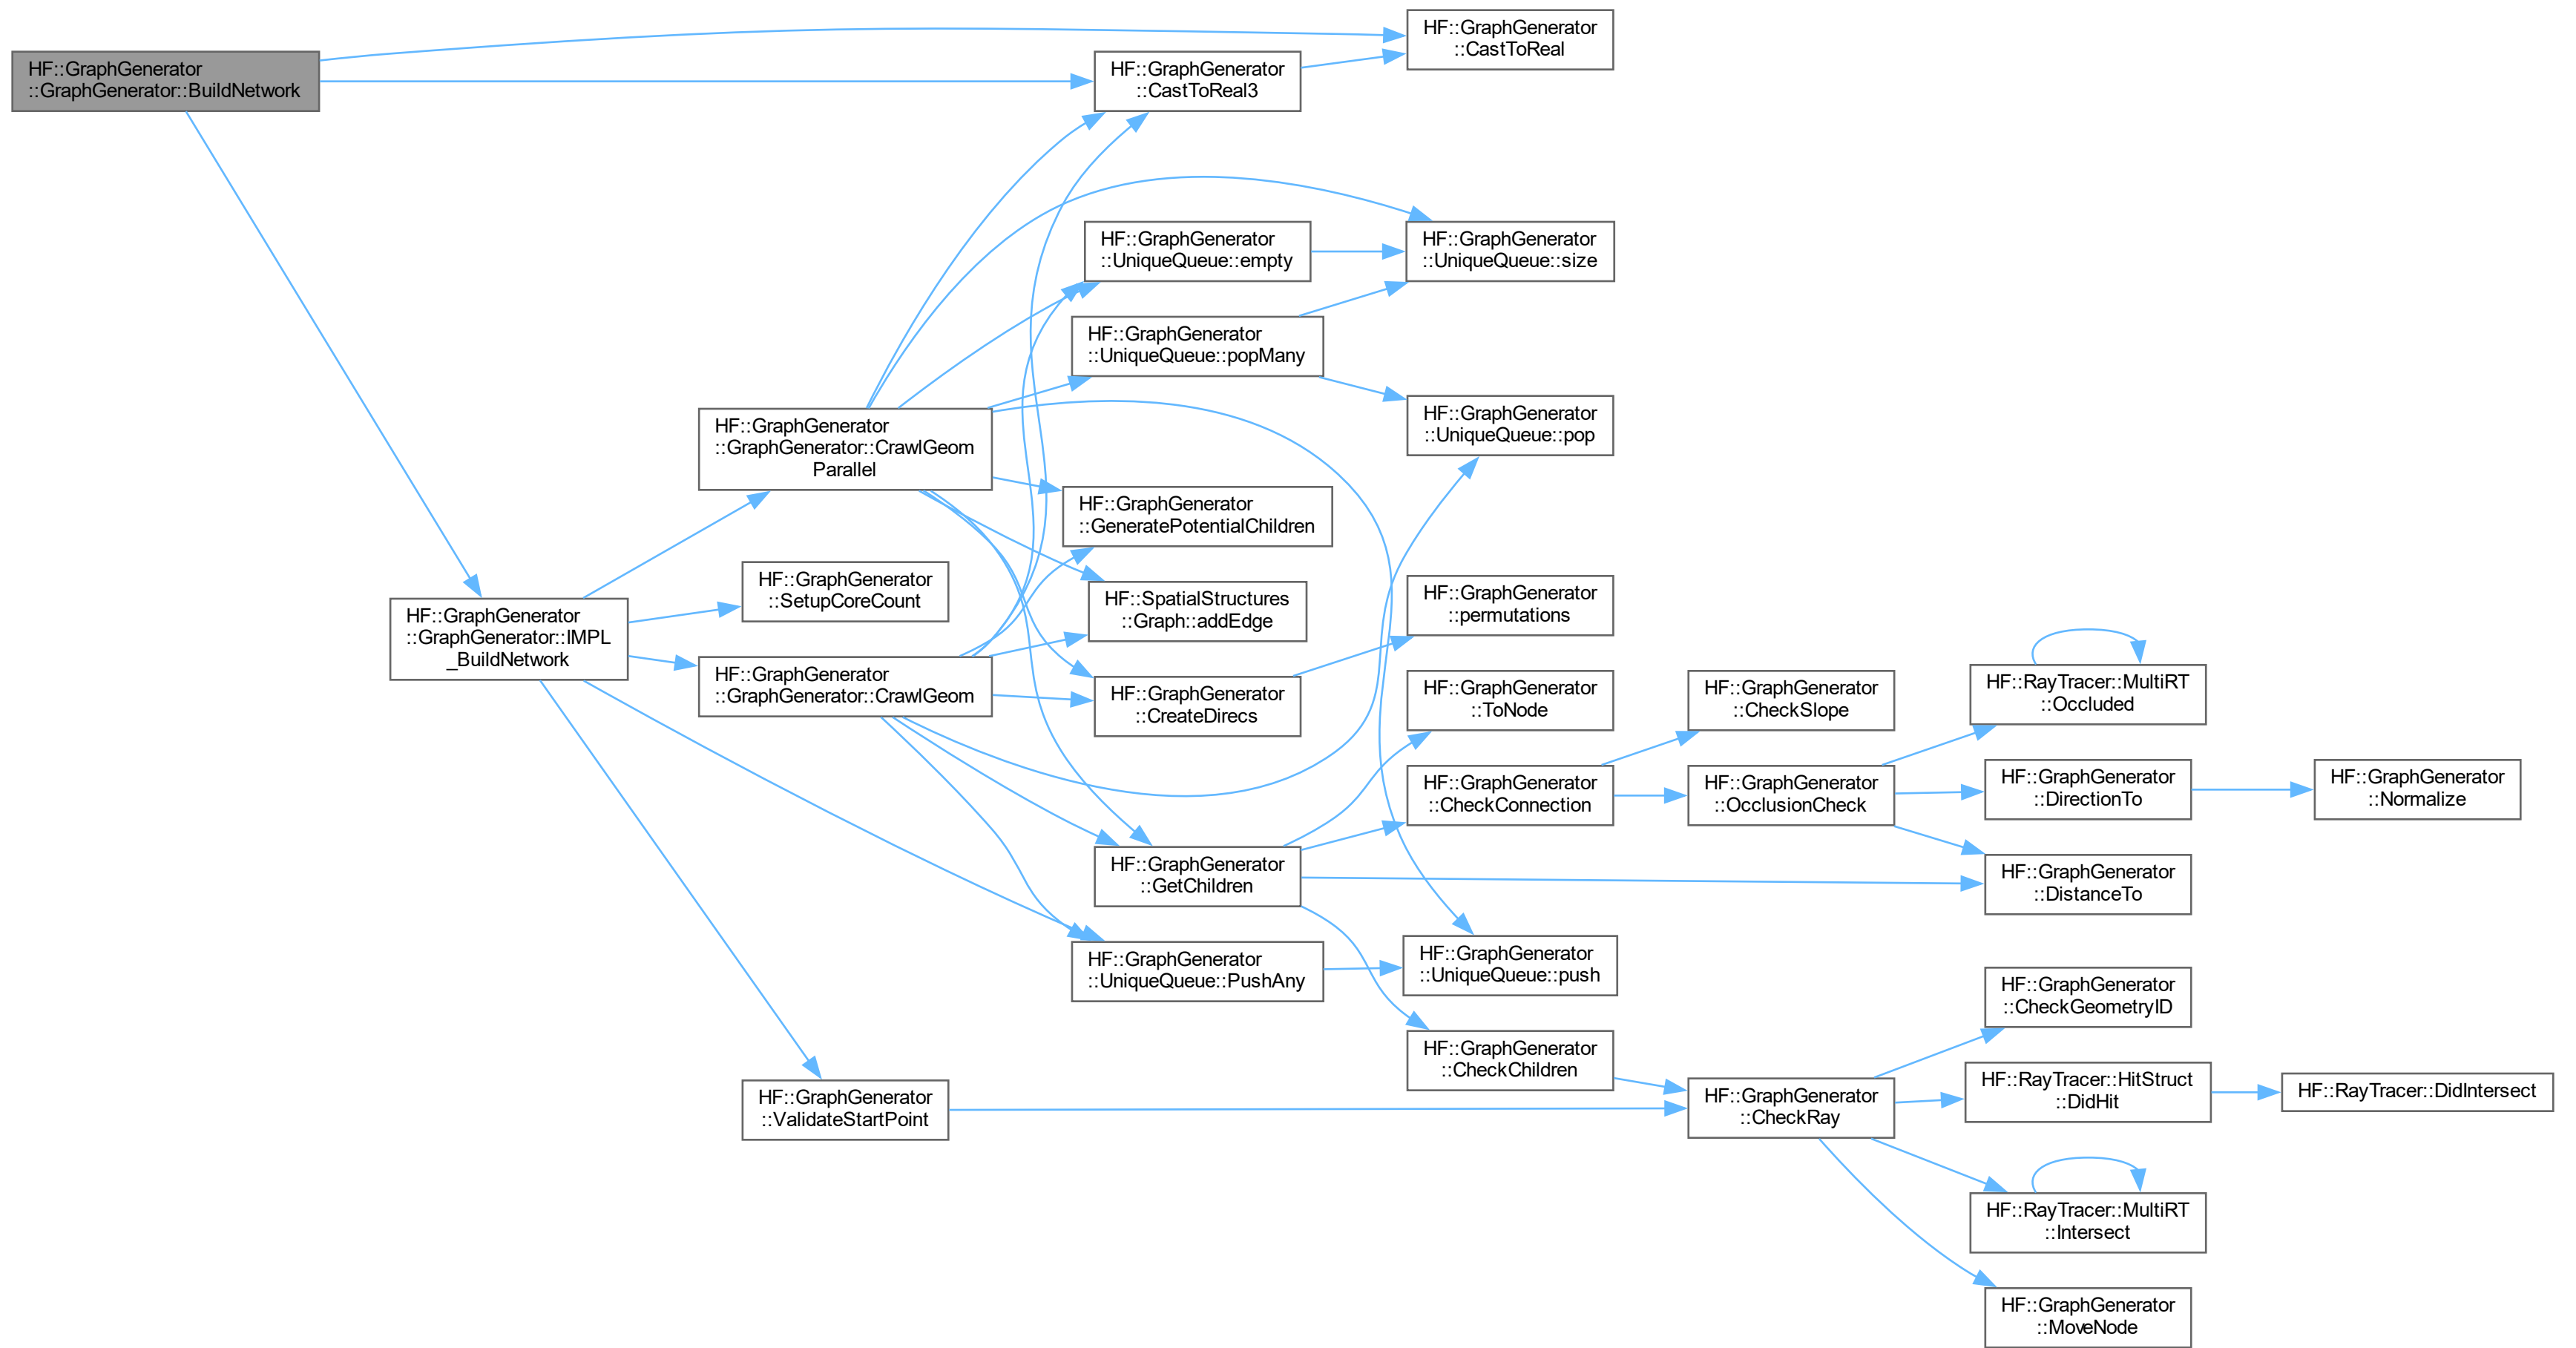 HF::GraphGenerator
::GraphGenerator::BuildNetwork
HF::GraphGenerator
::CastToReal
HF::GraphGenerator
::CastToReal3
HF::GraphGenerator
::UniqueQueue::empty
HF::GraphGenerator
::UniqueQueue::size
HF::GraphGenerator
::UniqueQueue::popMany
HF::GraphGenerator
::UniqueQueue::pop
HF::GraphGenerator
::GraphGenerator::CrawlGeom
Parallel
HF::GraphGenerator
::GeneratePotentialChildren
HF::GraphGenerator
::SetupCoreCount
HF::SpatialStructures
::Graph::addEdge
HF::GraphGenerator
::permutations
HF::GraphGenerator
::GraphGenerator::IMPL
_BuildNetwork
HF::GraphGenerator
::GraphGenerator::CrawlGeom
HF::GraphGenerator
::CreateDirecs
HF::GraphGenerator
::ToNode
HF::GraphGenerator
::CheckSlope
HF::RayTracer::MultiRT
::Occluded
HF::GraphGenerator
::CheckConnection
HF::GraphGenerator
::OcclusionCheck
HF::GraphGenerator
::DirectionTo
HF::GraphGenerator
::Normalize
HF::GraphGenerator
::GetChildren
HF::GraphGenerator
::DistanceTo
HF::GraphGenerator
::UniqueQueue::PushAny
HF::GraphGenerator
::UniqueQueue::push
HF::GraphGenerator
::CheckGeometryID
HF::GraphGenerator
::CheckChildren
HF::GraphGenerator
::ValidateStartPoint
HF::GraphGenerator
::CheckRay
HF::RayTracer::HitStruct
::DidHit
HF::RayTracer::DidIntersect
HF::RayTracer::MultiRT
::Intersect
HF::GraphGenerator
::MoveNode